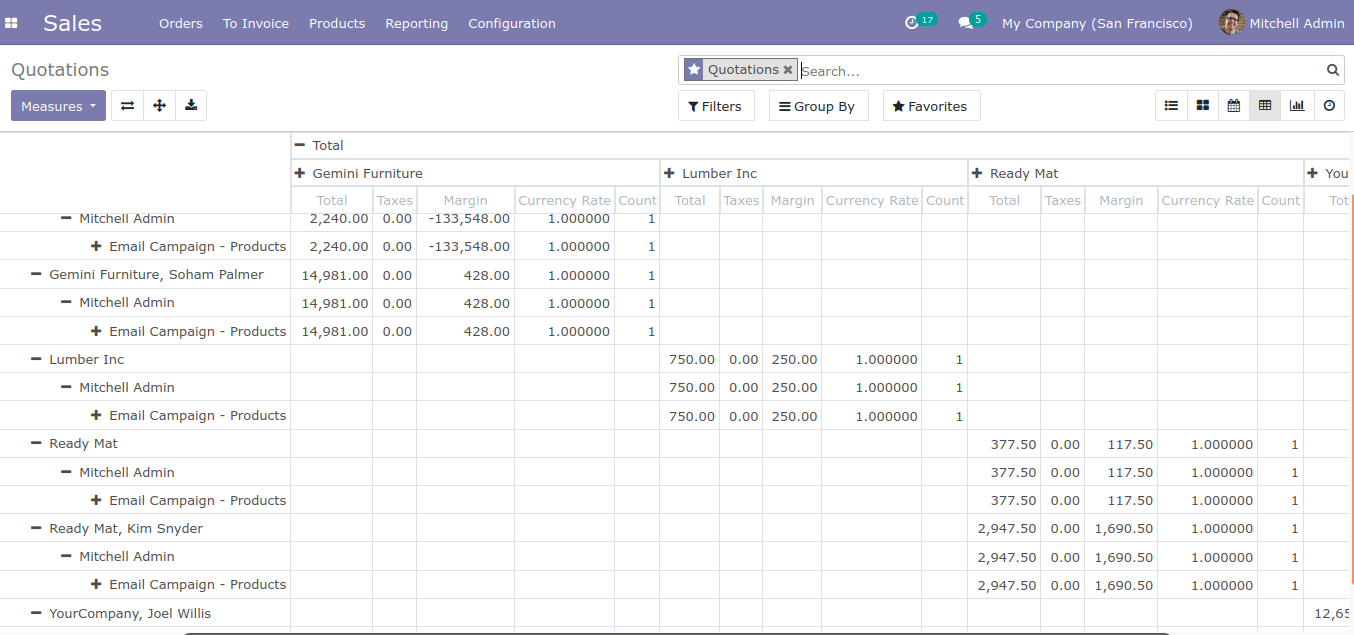 Sales Orders To Invoice Products Reporting Configuration 17 5 My Company (San Francisco) Mitchell Admin
Quotations Quotations Search...
Measures Filters Group By Favorites
Total
Gemini Furniture Lumber Inc Ready Mat You
Total Taxes Margin Currency Rate Count Total Taxes Margin Currency Rate Count Total Taxes Margin Currency Rate Count Tot
Mitchell Admin 2,240.00 0.00 -133,548.00 1.000000 1
Email Campaign - Products 2,240.00 0.00 -133,548.00 1.000000 1
Gemini Furniture, Soham Palmer 14,981.00 0.00 428.00 1.000000 1
Mitchell Admin 14,981.00 0.00 428.00 1.000000 1
Email Campaign - Products 14,981.00 0.00 428.00 1.000000 1
Lumber Inc 750.00 0.00 250.00 1.000000 1
Mitchell Admin 750.00 0.00 250.00 1.000000 1
Email Campaign - Products 750.00 0.00 250.00 1.000000 1
Ready Mat 377.50 0.00 117.50 1.000000 1
Mitchell Admin 377.50 0.00 117.50 1.000000 1
Email Campaign - Products 377.50 0.00 117.50 1.000000 1
Ready Mat, Kim Snyder 2,947.50 0.00 1,690.50 1.000000 1
Mitchell Admin 2,947.50 0.00 1,690.50 1.000000 1
Email Campaign - Products 2,947.50 0.00 1,690.50 1.000000 1
YourCompany, Joel Willis 12,65